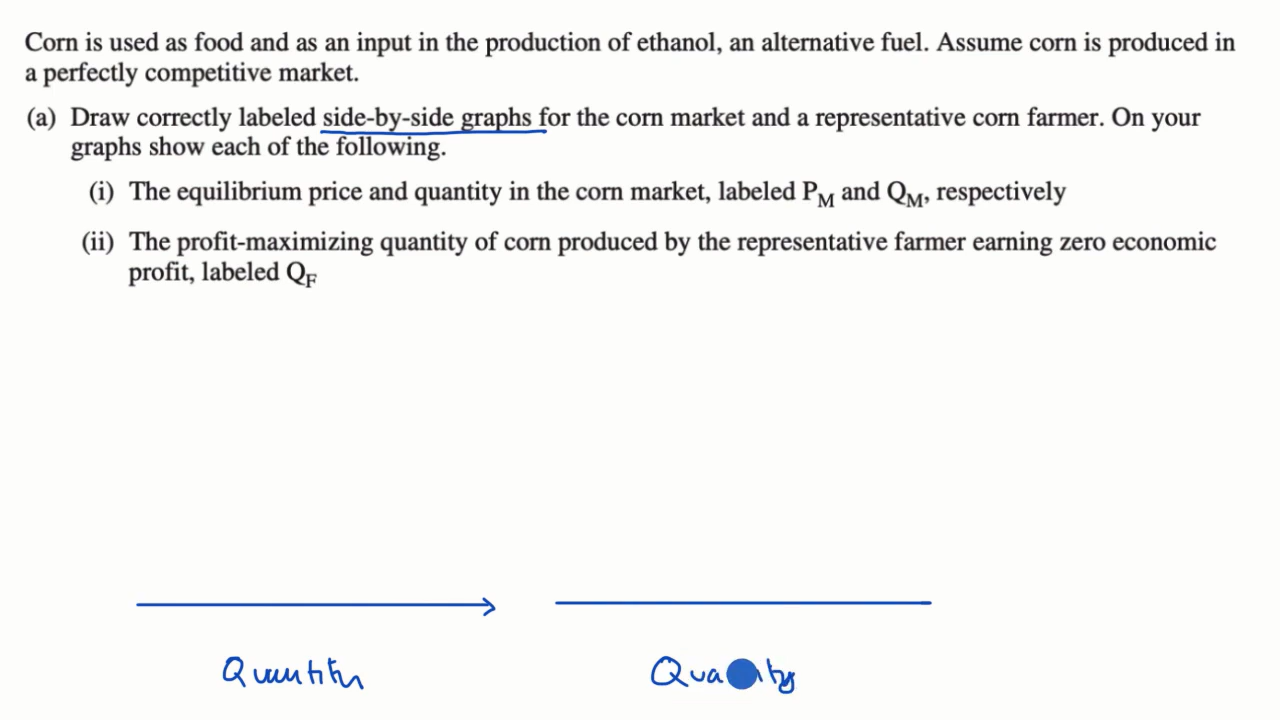 Corn is used as food and as an input in the production of ethanol, an alternative fuel. Assume corn is produced in
a perfectly competitive market.
(a) Draw correctly labeled side-by-side graphs for the corn market and a representative corn farmer. On your
graphs show each of the following.
(i) The equilibrium price and quantity in the corn market, labeled PM and QM, respectively
(ii) The profit-maximizing quantity of corn produced by the representative farmer earning zero economic
profit, labeled QF
Quantity